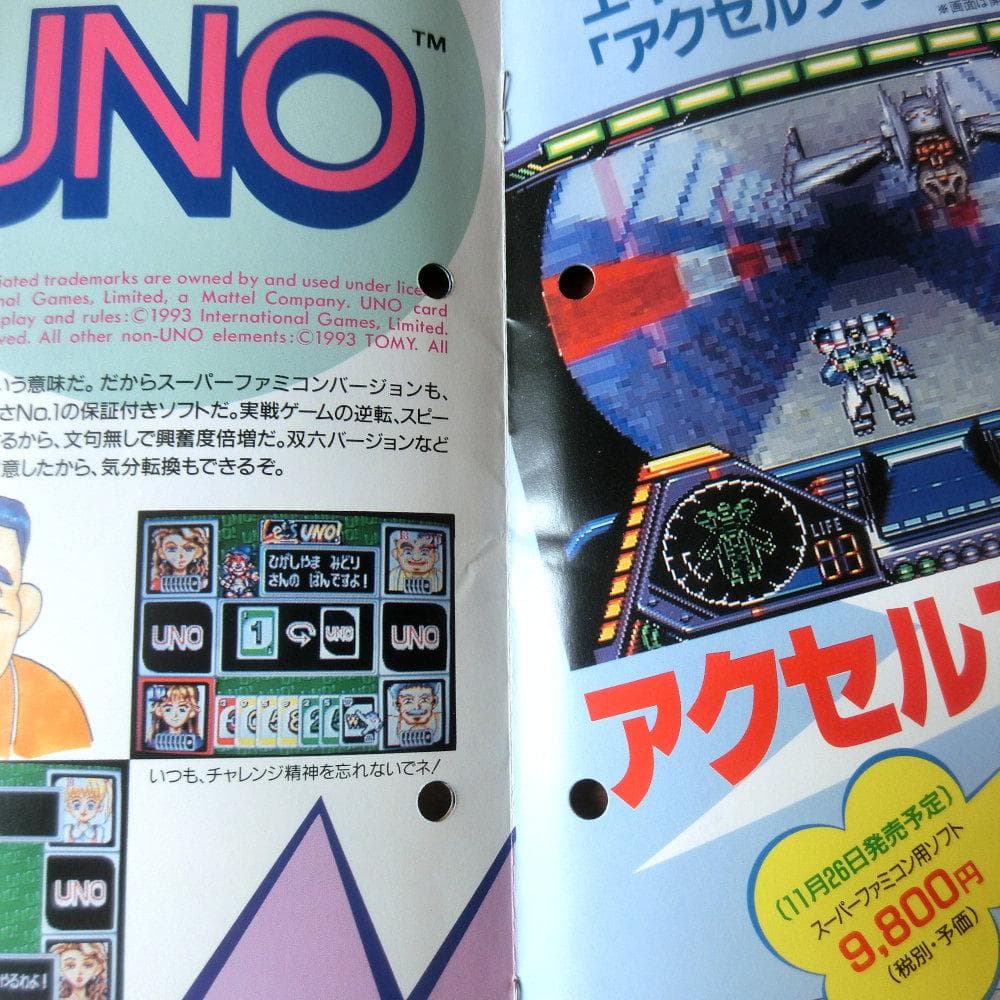 UNO
TM
iated trademarks are owned by and used under
nal Games, Limited, a Mattel Company. UNO card
play and rules:©1993 International Games, Limited.
ved. All other non-UNO elements:©1993 TOMY. All
いう意味だ。だからスーパーファミコンバージョンも、
さNo.1の保証付きソフトだ。実戦ゲームの逆転、スピー
るから、文句無しで興奮度倍増だ。双六バージョンなど
意したから、気分転換もできるぞ。
Let's UNO!
ひがしやま みどり
さんの ばんですよ!
UNO
1
UNO
UNO
いつも、チャレンジ精神を忘れないでネ!
UNO
やるわよ!
「アクセル
LIFE
03
アクセル
(11月26日発売予定)
スーパーファミコン用ソフト
9,800円
(税別・予価)